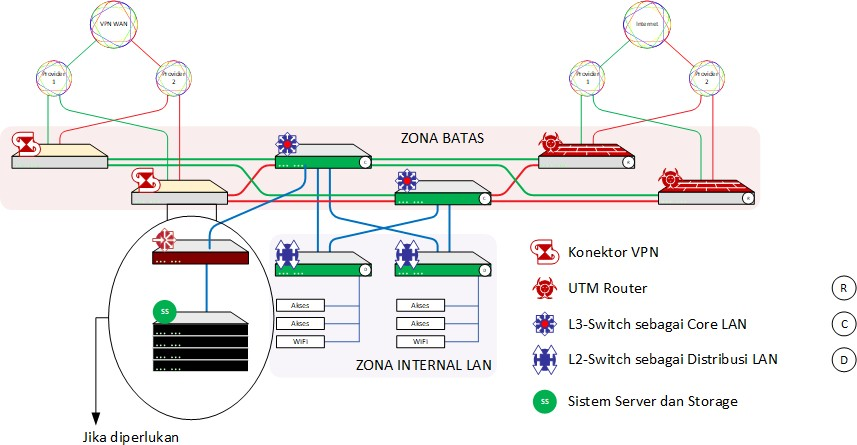 VPN WAN
Internet
Provider
1
Provider
2
Provider
1
Provider
2
ZONA BATAS
C
R
C
R
D
D
Akses
Akses
WiFi
Akses
Akses
WiFi
ZONA INTERNAL LAN
SS
Jika diperlukan
Konektor VPN
UTM Router
R
L3-Switch sebagai Core LAN
C
L2-Switch sebagai Distribusi LAN
D
SS
Sistem Server dan Storage